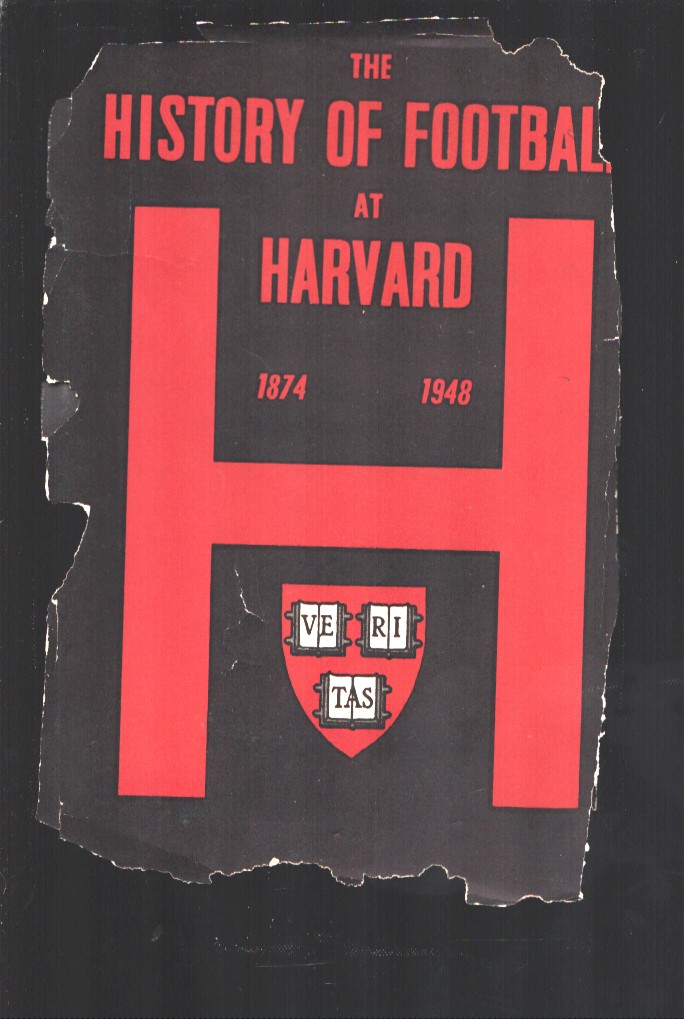 THE
HISTORY OF FOOTBAL
AT
HARVARD
1874 1948
VE RI
TAS